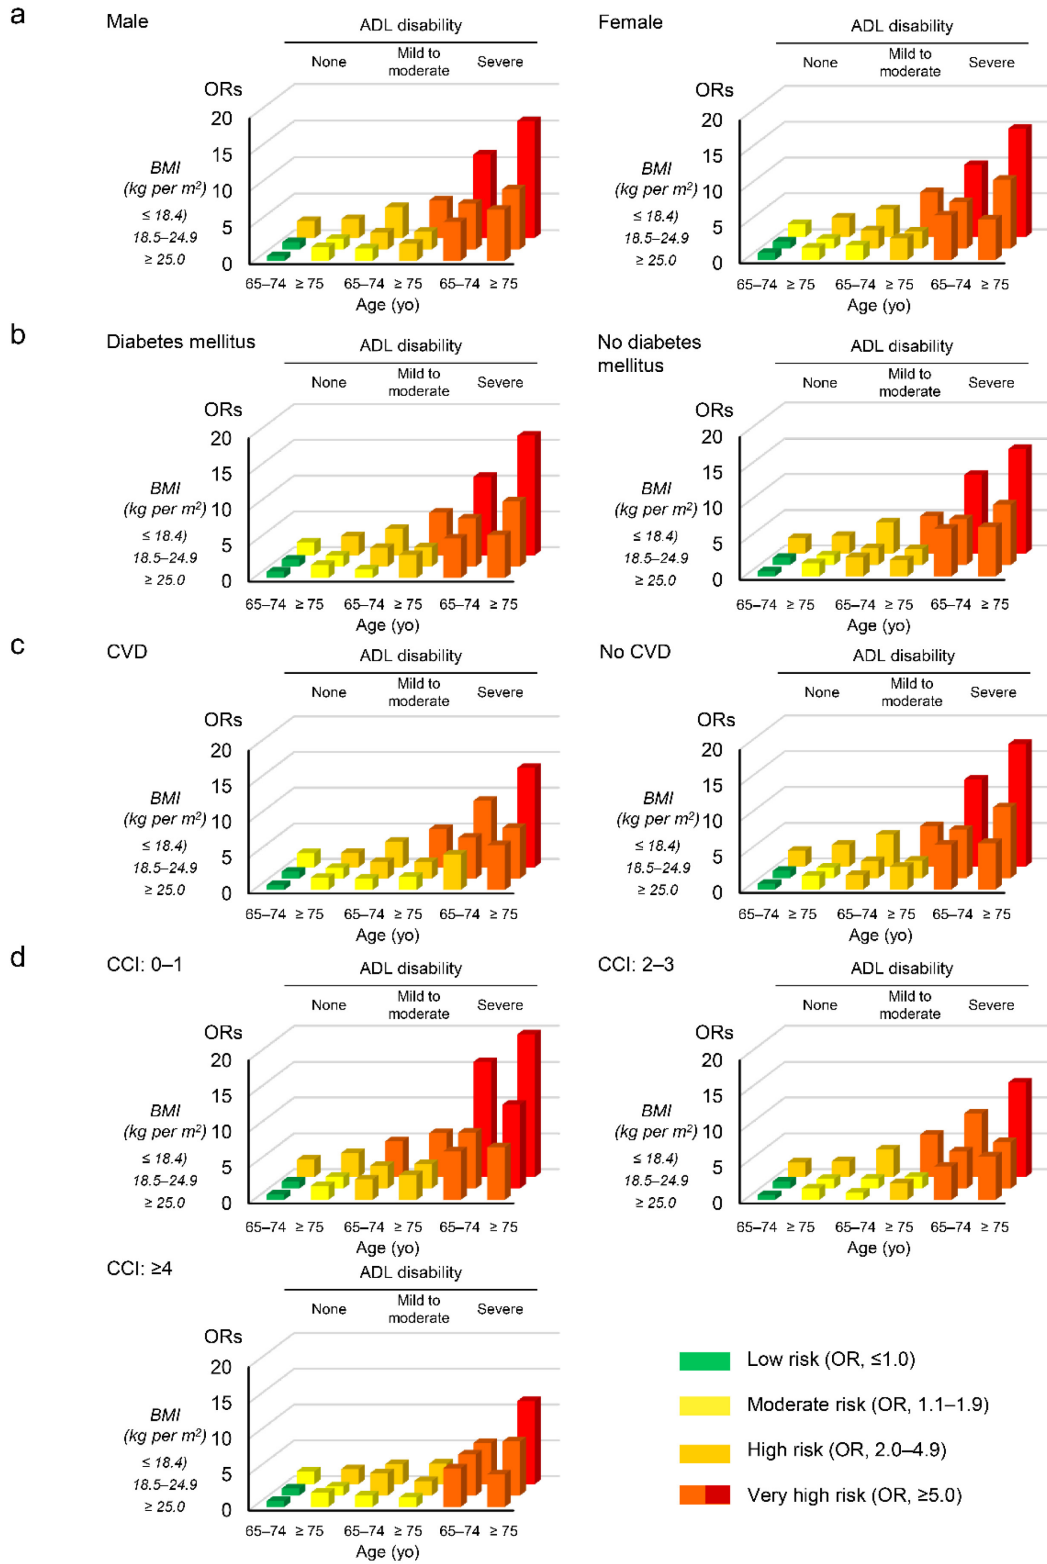 a
Male
ADL disability
None
Mild to
moderate
Severe
ORs
20
15
10
5
0
BMI
(kg per m²)
≤ 18.4)
18.5–24.9
≥ 25.0
65–74 ≥ 75 65–74 ≥ 75 65–74 ≥ 75
Age (yo)
Female
ADL disability
None
Mild to
moderate
Severe
ORs
20
15
10
5
0
BMI
(kg per m²)
≤ 18.4)
18.5–24.9
≥ 25.0
65–74 ≥ 75 65–74 ≥ 75 65–74 ≥ 75
Age (yo)
b
Diabetes mellitus
ADL disability
None
Mild to
moderate
Severe
ORs
20
15
10
5
0
BMI
(kg per m²)
≤ 18.4)
18.5–24.9
≥ 25.0
65–74 ≥ 75 65–74 ≥ 75 65–74 ≥ 75
Age (yo)
No diabetes
mellitus
ADL disability
None
Mild to
moderate
Severe
ORs
20
15
10
5
0
BMI
(kg per m²)
≤ 18.4)
18.5–24.9
≥ 25.0
65–74 ≥ 75 65–74 ≥ 75 65–74 ≥ 75
Age (yo)
c
CVD
ADL disability
None
Mild to
moderate
Severe
ORs
20
15
10
5
0
BMI
(kg per m²)
≤ 18.4)
18.5–24.9
≥ 25.0
65–74 ≥ 75 65–74 ≥ 75 65–74 ≥ 75
Age (yo)
No CVD
ADL disability
None
Mild to
moderate
Severe
ORs
20
15
10
5
0
BMI
(kg per m²)
≤ 18.4)
18.5–24.9
≥ 25.0
65–74 ≥ 75 65–74 ≥ 75 65–74 ≥ 75
Age (yo)
d
CCI: 0–1
ADL disability
None
Mild to
moderate
Severe
ORs
20
15
10
5
0
BMI
(kg per m²)
≤ 18.4)
18.5–24.9
≥ 25.0
65–74 ≥ 75 65–74 ≥ 75 65–74 ≥ 75
Age (yo)
CCI: 2–3
ADL disability
None
Mild to
moderate
Severe
ORs
20
15
10
5
0
BMI
(kg per m²)
≤ 18.4)
18.5–24.9
≥ 25.0
65–74 ≥ 75 65–74 ≥ 75 65–74 ≥ 75
Age (yo)
CCI: ≥4
ADL disability
None
Mild to
moderate
Severe
ORs
20
15
10
5
0
BMI
(kg per m²)
≤ 18.4)
18.5–24.9
≥ 25.0
65–74 ≥ 75 65–74 ≥ 75 65–74 ≥ 75
Age (yo)
Low risk (OR, ≤1.0)
Moderate risk (OR, 1.1–1.9)
High risk (OR, 2.0–4.9)
Very high risk (OR, ≥5.0)